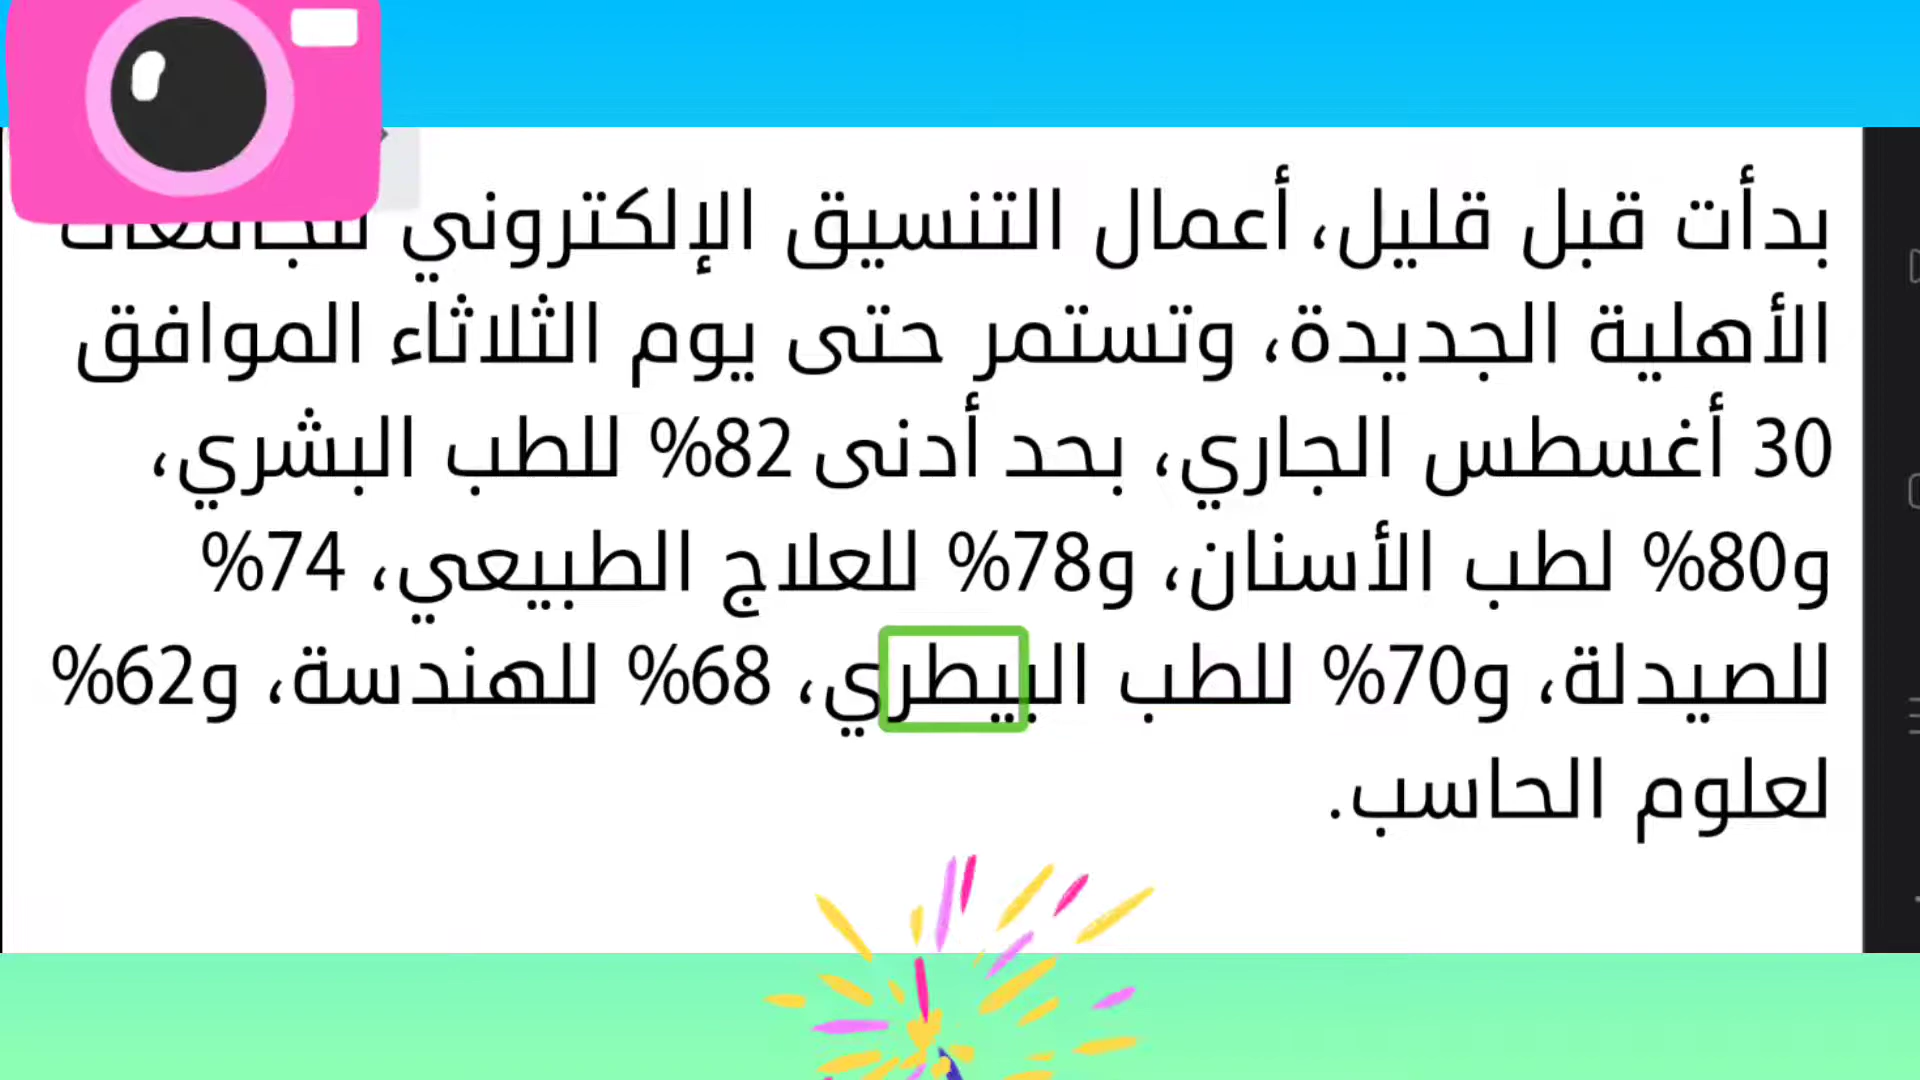 بدأت قبل قليل، أعمال التنسيق الإلكتروني للجامعات
الأهلية الجديدة، وتستمر حتى يوم الثلاثاء الموافق
30 أغسطس الجاري، بحد أدنى 82% للطب البشري،
و80% لطب الأسنان، و78% للعلاج الطبيعي، 74%
للصيدلة، و70% للطب البيطري، 68% للهندسة، و62%
لعلوم الحاسب.